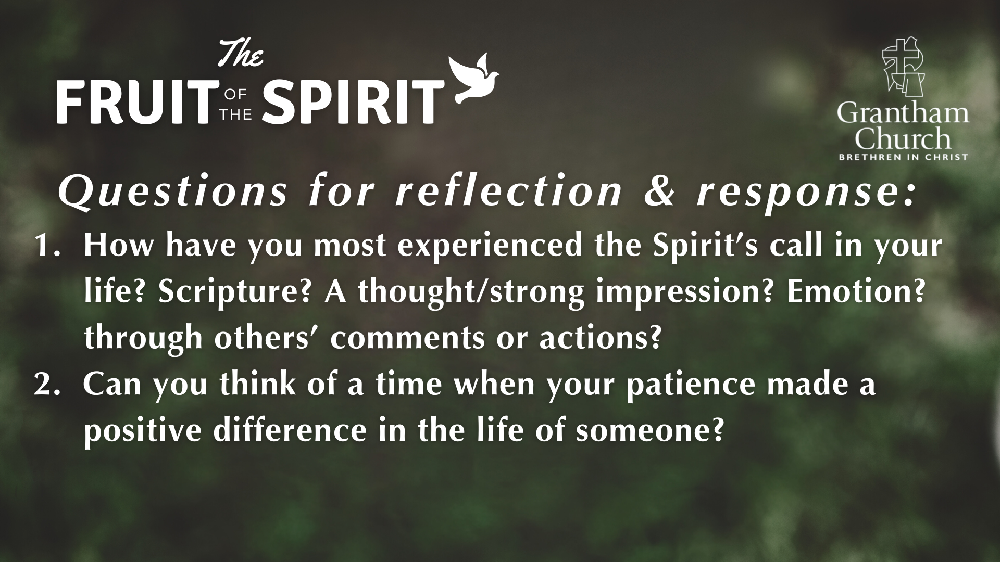 The
FRUIT OF THE SPIRIT
Grantham
Church
BRETHREN IN CHRIST
Questions for reflection & response:
1. How have you most experienced the Spirit’s call in your
life? Scripture? A thought/strong impression? Emotion?
through others’ comments or actions?
2. Can you think of a time when your patience made a
positive difference in the life of someone?